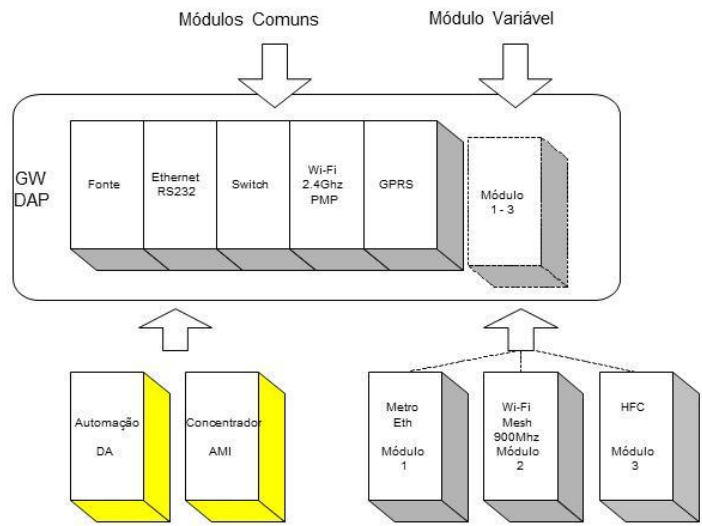 Módulos Comuns
Módulo Variável
GW
DAP
Fonte
Ethernet
RS232
Switch
Wi-Fi
2.4Ghz
PMP
GPRS
Módulo
1 - 3
Automação
DA
Concentrador
AMI
Metro
Eth
Módulo
1
Wi-Fi
Mesh
900Mhz
Módulo
2
HFC
Módulo
3